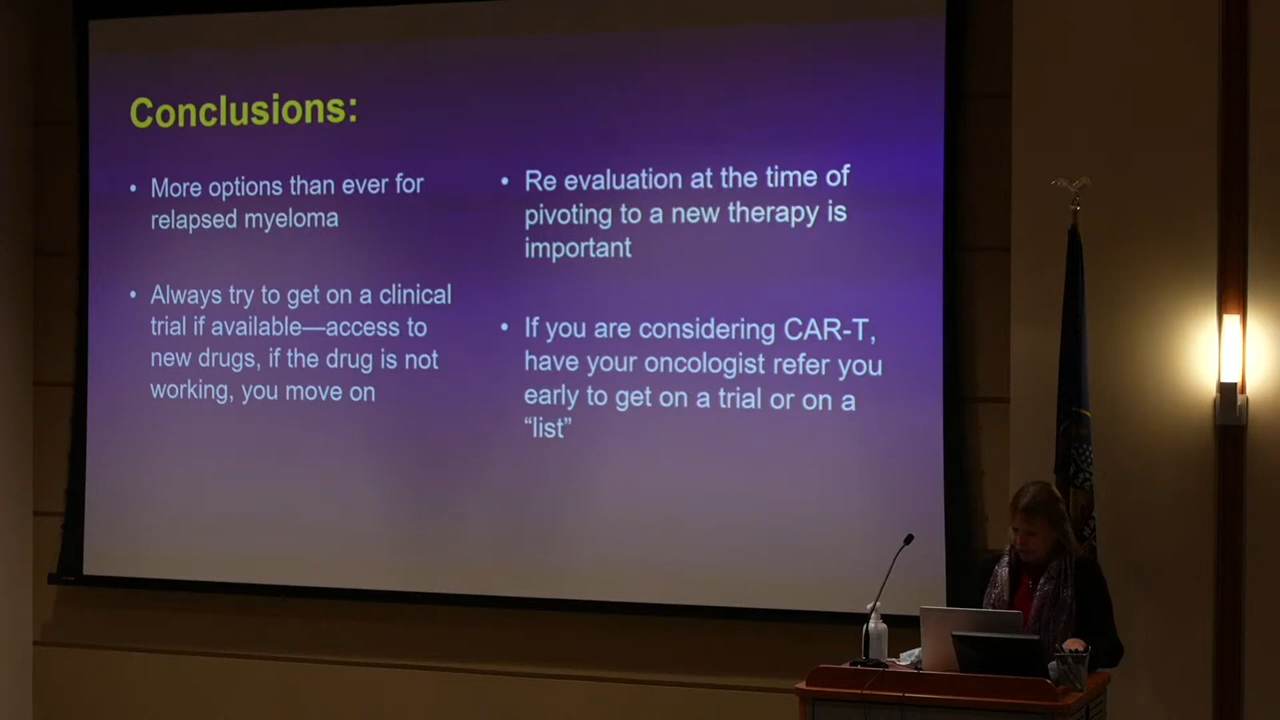 Conclusions:
• More options than ever for
relapsed myeloma
• Always try to get on a clinical
trial if available—access to
new drugs, if the drug is not
working, you move on
• Re evaluation at the time of
pivoting to a new therapy is
important
• If you are considering CAR-T,
have your oncologist refer you
early to get on a trial or on a
“list”